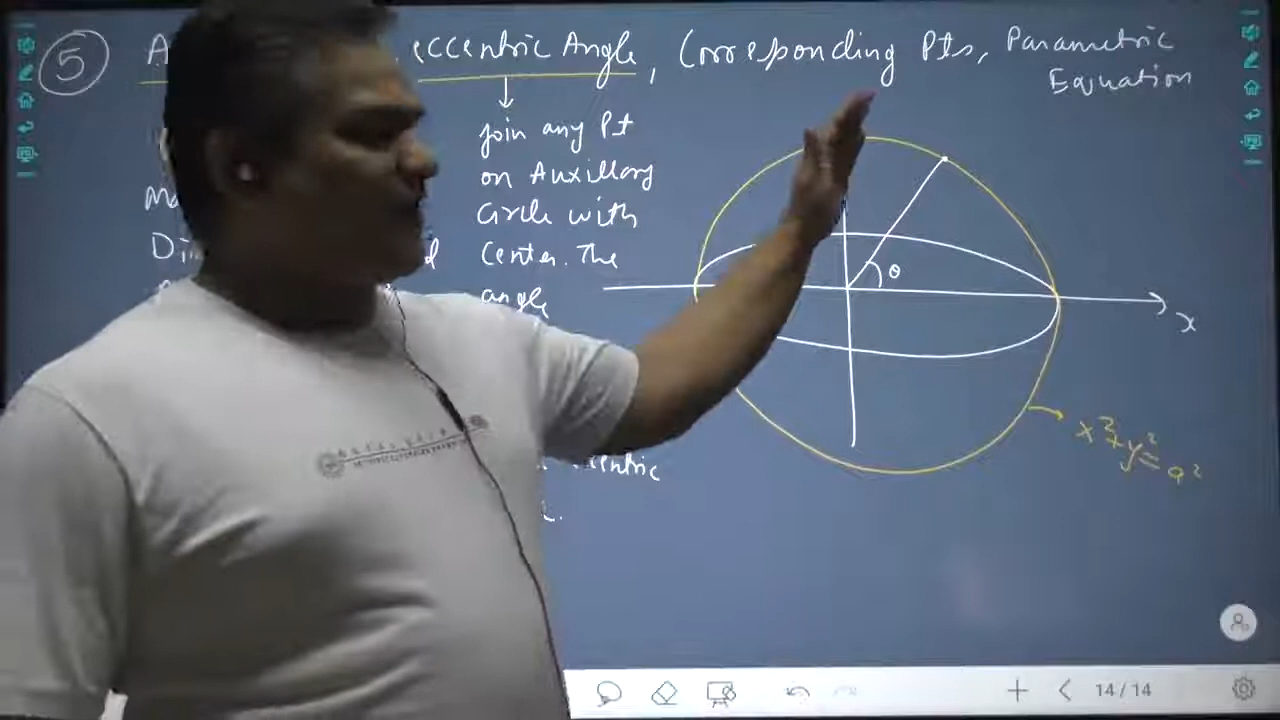 5
eccentric Angle, Corresponding Pts, Parametric
Equation
Join any Pt
on Auxillary
Circle with
Center. The
angle
θ
x
x²+y²=a²
14/14